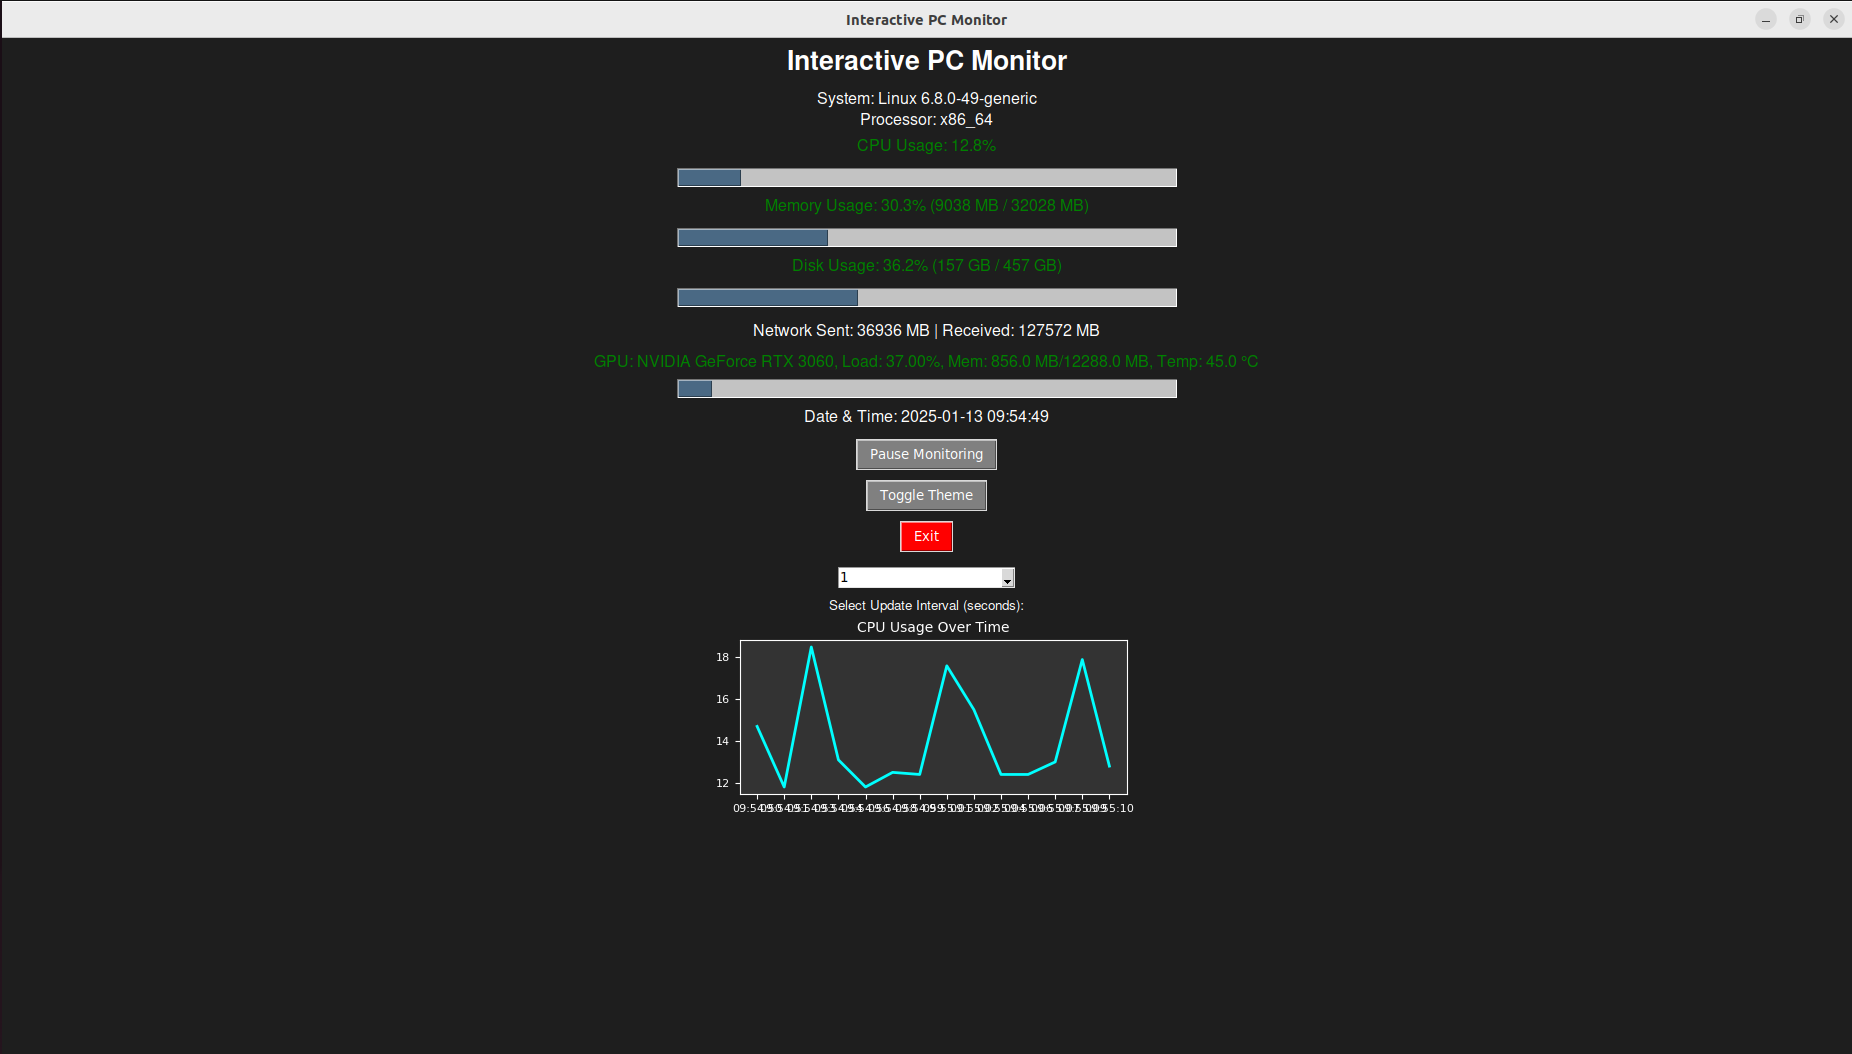 Interactive PC Monitor
Interactive PC Monitor
System: Linux 6.8.0-49-generic
Processor: x86_64
CPU Usage: 12.8%
Memory Usage: 30.3% (9038 MB / 32028 MB)
Disk Usage: 36.2% (157 GB / 457 GB)
Network Sent: 36936 MB | Received: 127572 MB
GPU: NVIDIA GeForce RTX 3060, Load: 37.00%, Mem: 856.0 MB/12288.0 MB, Temp: 45.0 °C
Date & Time: 2025-01-13 09:54:49
Pause Monitoring
Toggle Theme
Exit
1
Select Update Interval (seconds):
CPU Usage Over Time
18
16
14
12